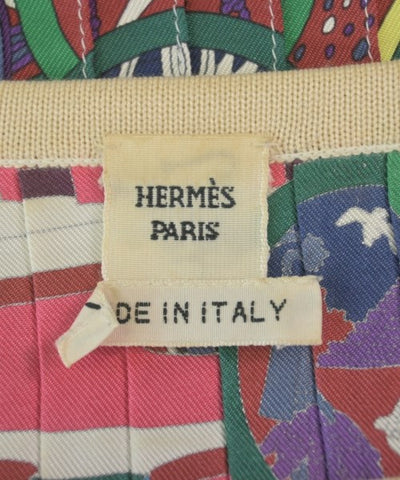 HERMÈS
PARIS
DE IN ITALY